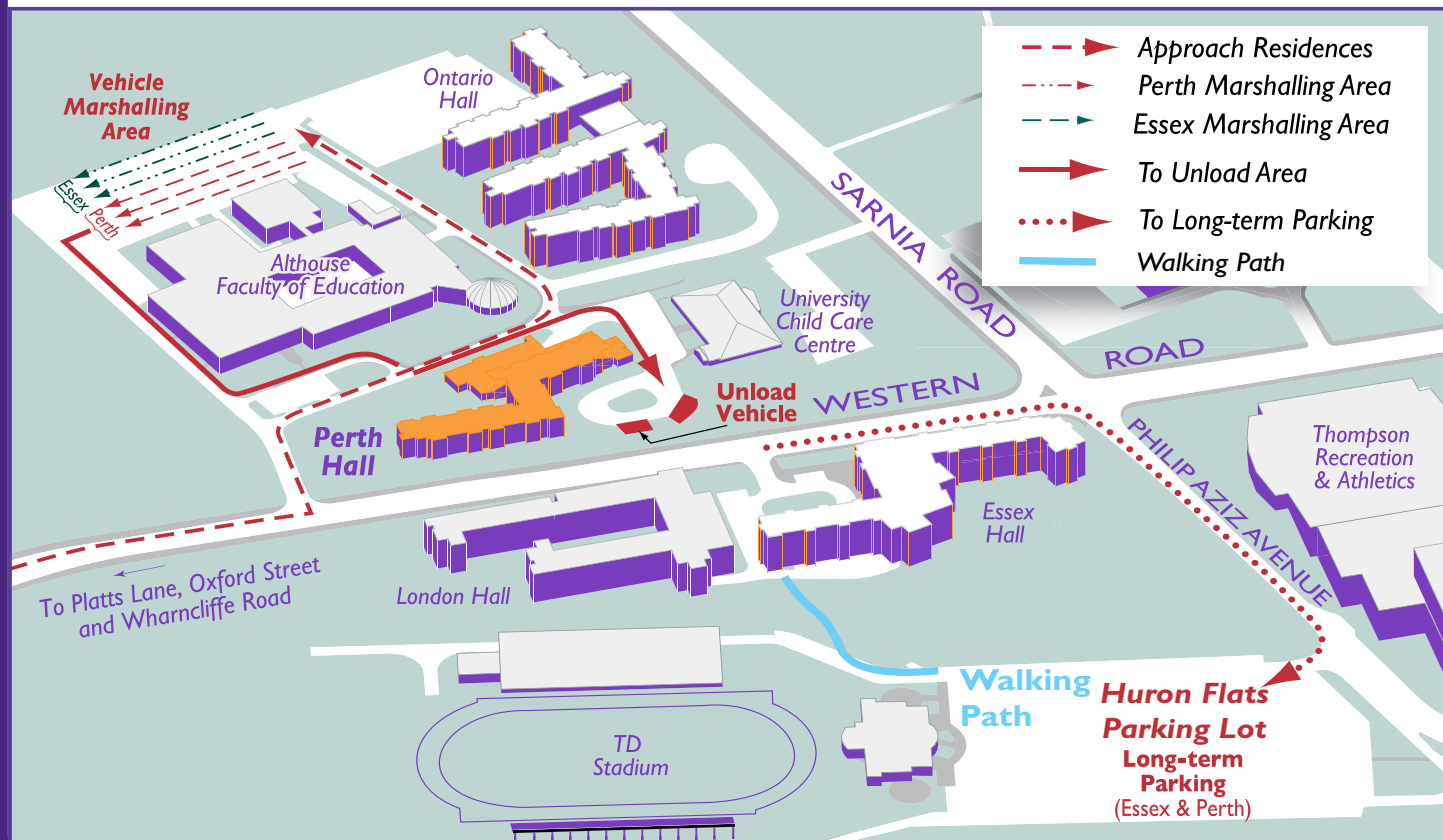 Approach Residences
Perth Marshalling Area
Essex Marshalling Area
To Unload Area
To Long-term Parking
Walking Path
Vehicle
Marshalling
Area
Ontario
Hall
Essex
Perth
Althouse
Faculty of Education
SARNIA ROAD
University
Child Care
Centre
ROAD
WESTERN
Unload
Vehicle
Perth
Hall
PHILIP AZIZ AVENUE
Thompson
Recreation
& Athletics
Essex
Hall
London Hall
To Platts Lane, Oxford Street
and Wharncliffe Road
Walking
Path
Huron Flats
Parking Lot
Long-term
Parking
(Essex & Perth)
TD
Stadium